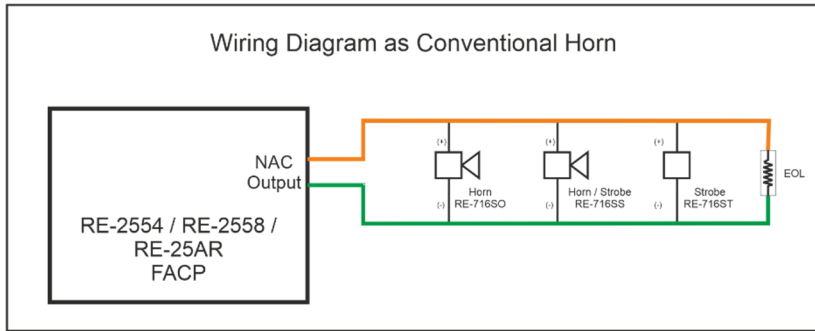 Wiring Diagram as Conventional Horn
NAC
Output
RE-2554 / RE-2558 /
RE-25AR
FACP
(+)
(+)
(+)
Horn
RE-716SO
Horn / Strobe
RE-716SS
Strobe
RE-716ST
EOL
(-)
(-)
(-)